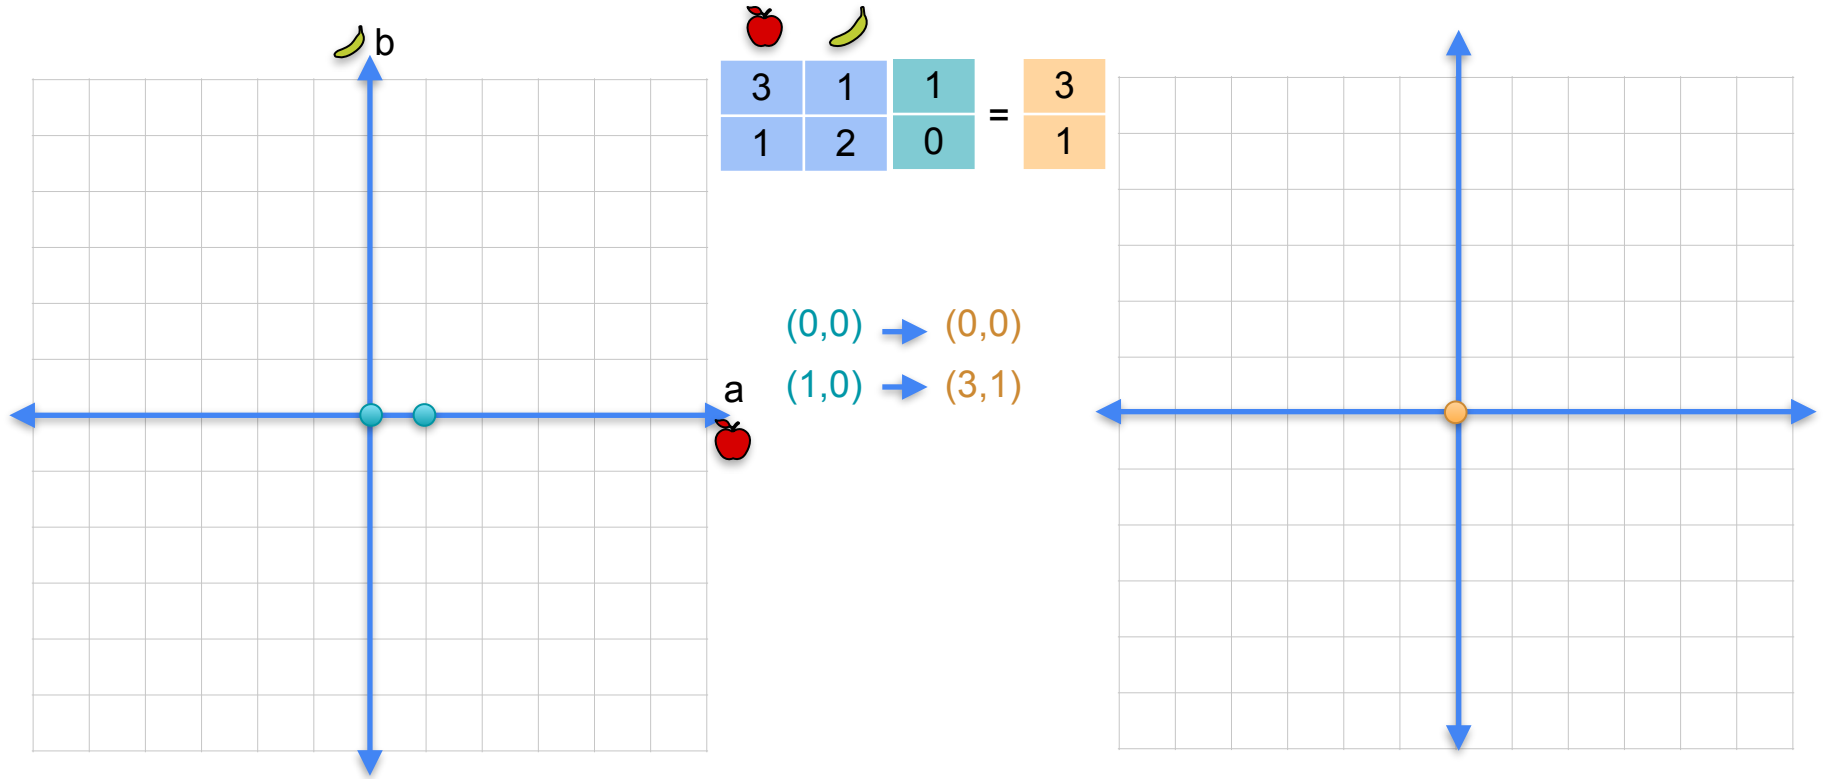 b
3 1 1 = 3
1 2 0 1
(0,0) (0,0)
a
(1,0) (3,1)